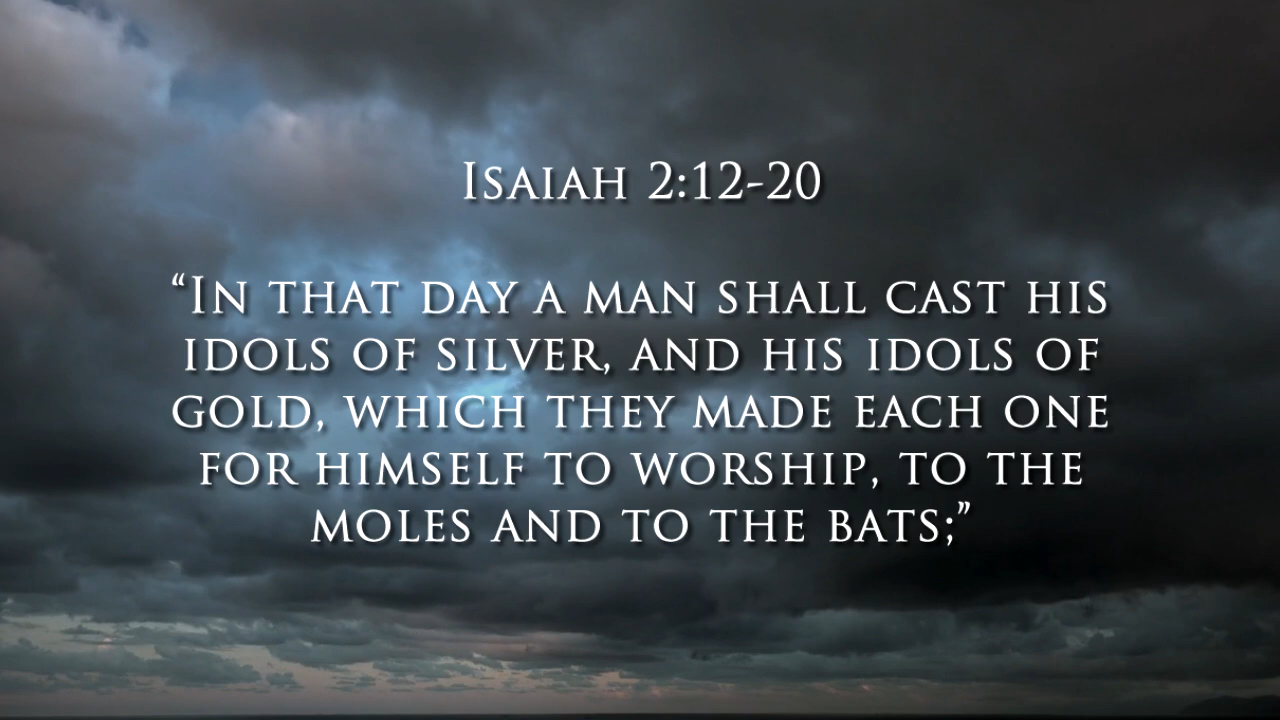 Isaiah 2:12-20
“In that day a man shall cast his
idols of silver, and his idols of
gold, which they made each one
for himself to worship, to the
moles and to the bats;”